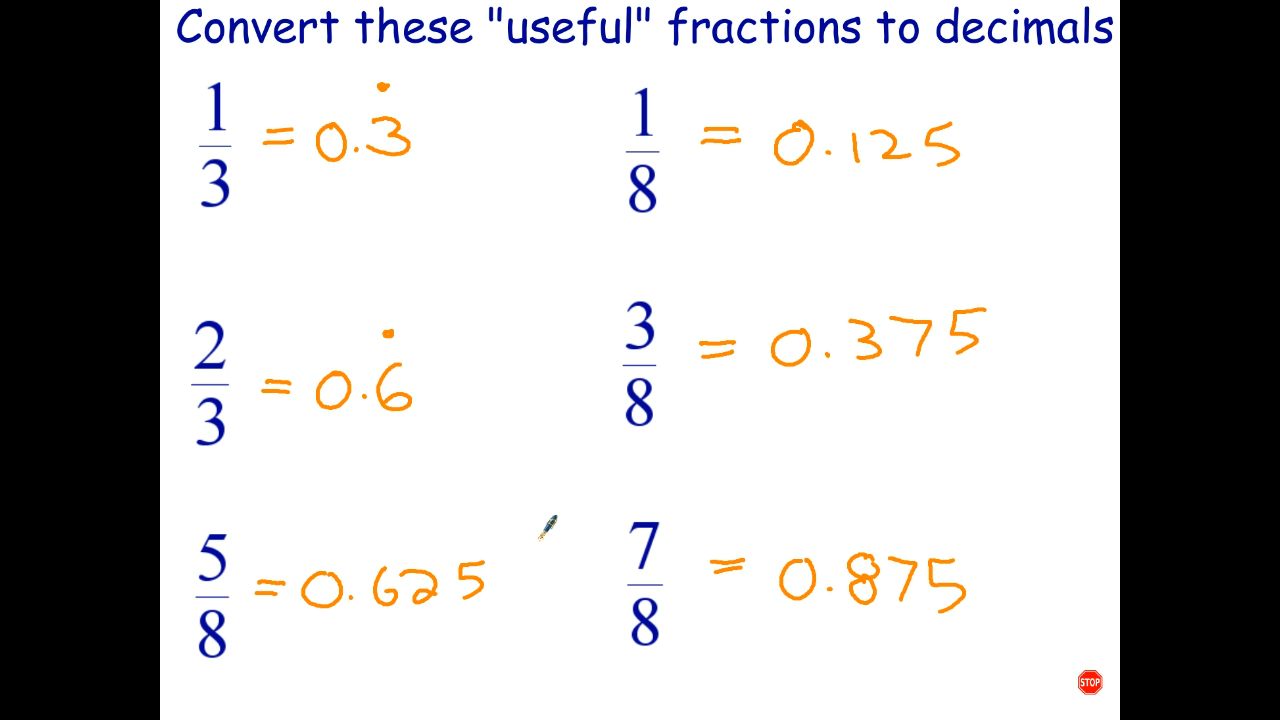 Convert these "useful" fractions to decimals
1/3 = 0.3̇
1/8 = 0.125
2/3 = 0.6̇
3/8 = 0.375
5/8 = 0.625
7/8 = 0.875
STOP